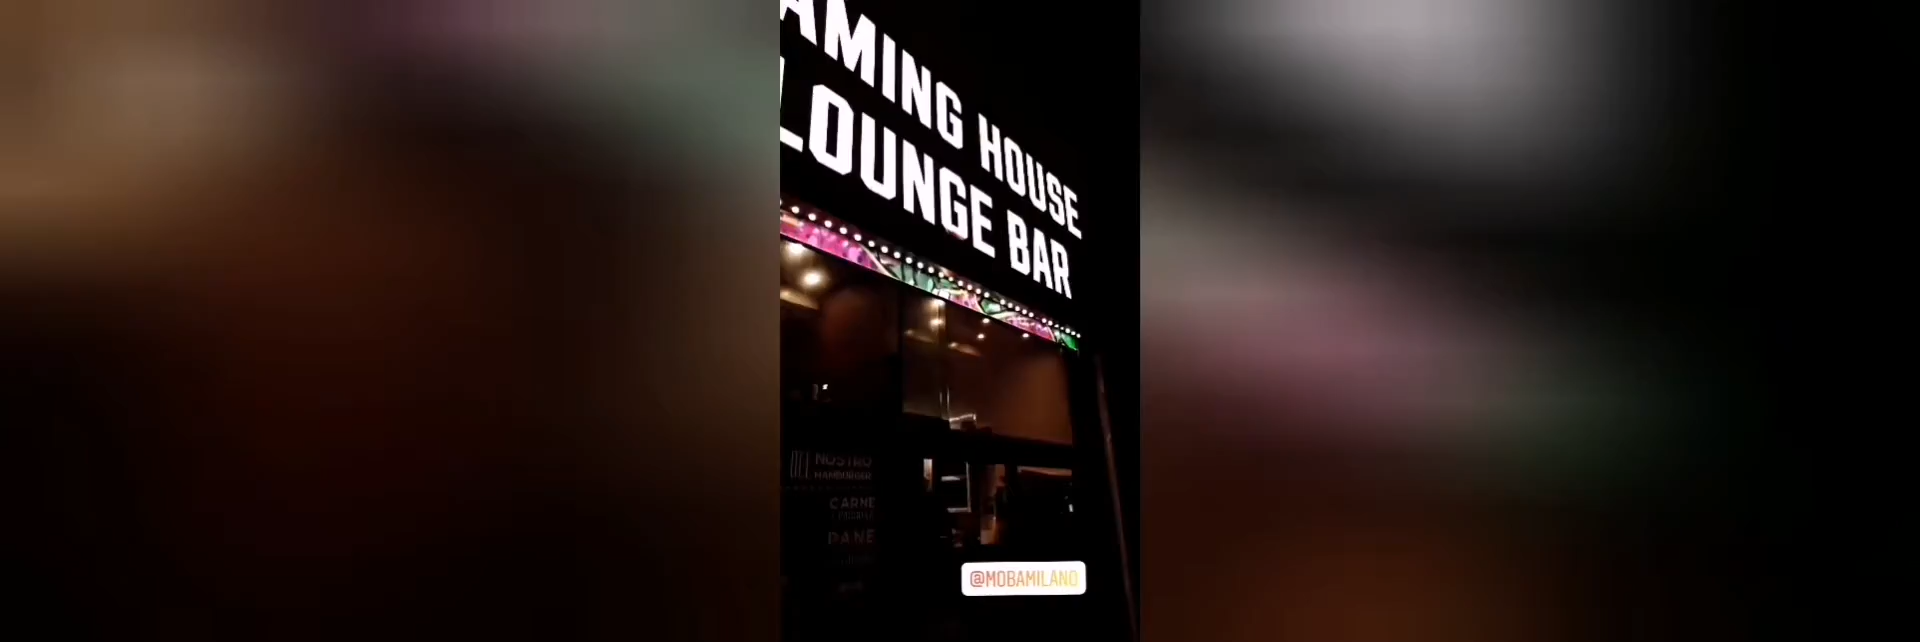 AMING HOUSE
LOUNGE BAR
NOSTRO
HAMBURGER
CARNE
PANE
@MOBAMILANO